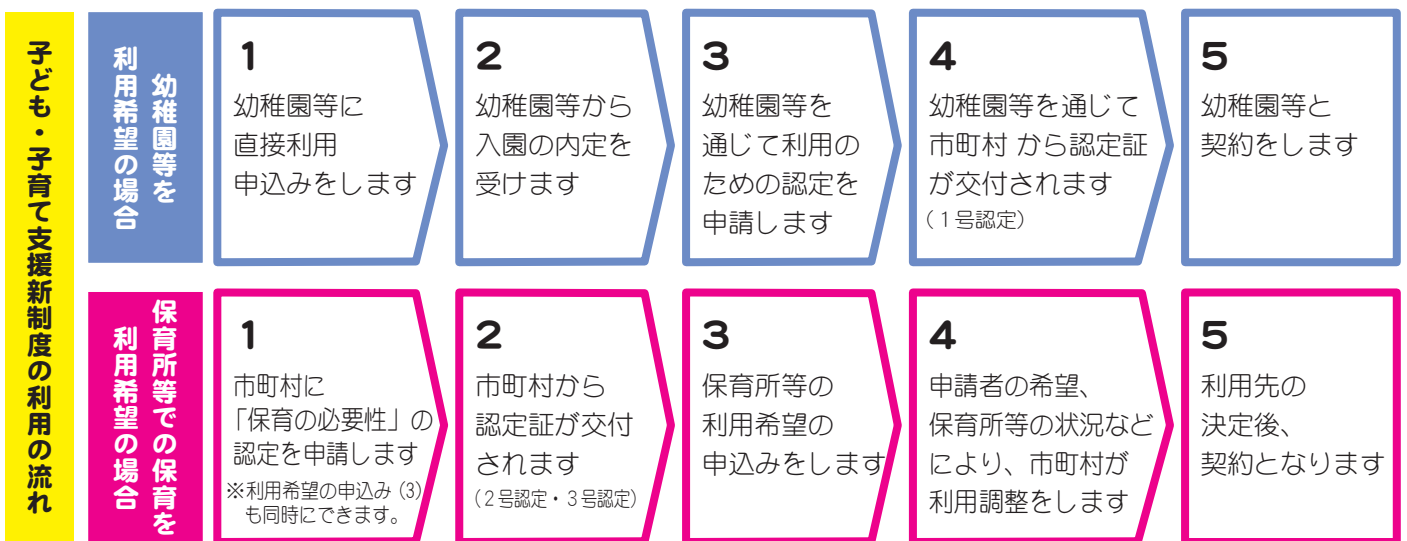 子ども・子育て支援新制度の利用の流れ
幼稚園等を
利用希望の場合
1
幼稚園等に
直接利用
申込みをします
2
幼稚園等から
入園の内定を
受けます
3
幼稚園等を
通じて利用の
ための認定を
申請します
4
幼稚園等を通じて
市町村 から認定証
が交付されます
(1号認定)
5
幼稚園等と
契約をします
保育所等での保育を
利用希望の場合
1
市町村に
「保育の必要性」の
認定を申請します
※利用希望の申込み(3)
も同時にできます。
2
市町村から
認定証が交付
されます
(2号認定・3号認定)
3
保育所等の
利用希望の
申込みをします
4
申請者の希望、
保育所等の状況など
により、市町村が
利用調整をします
5
利用先の
決定後、
契約となります